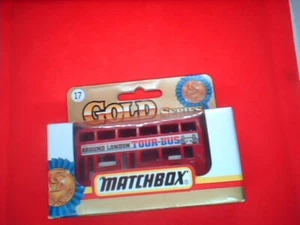 17
GOLD
Series
AROUND LONDON TOUR-BUS
MATCHBOX